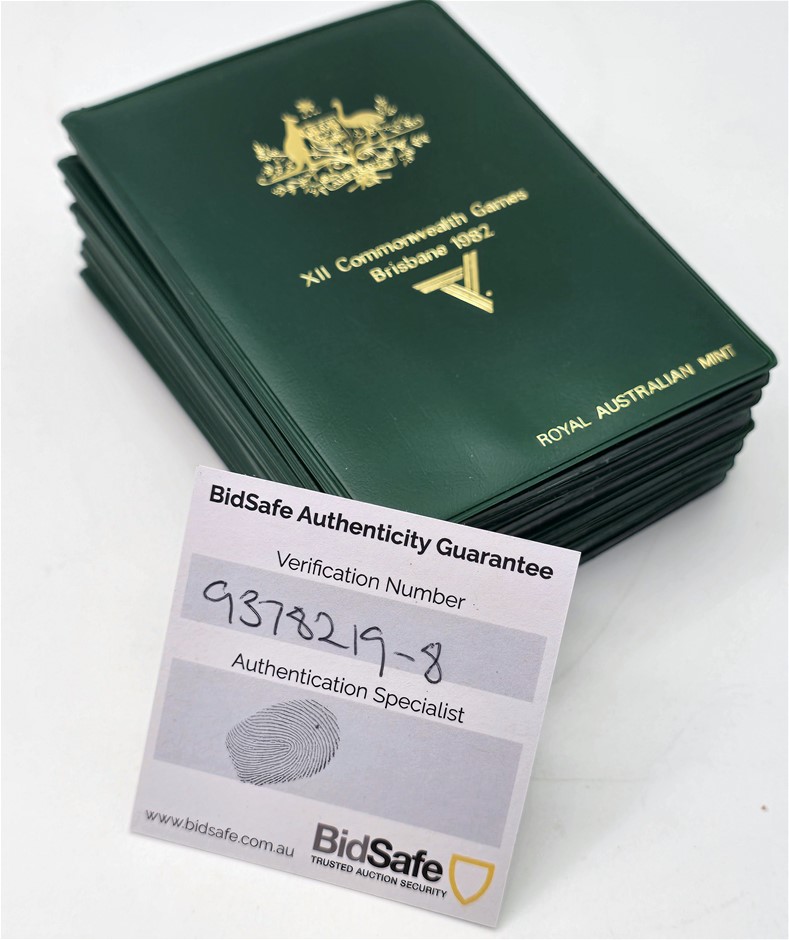 XII Commonwealth Games
Brisbane 1982
ROYAL AUSTRALIAN MINT
BidSafe Authenticity Guarantee
Verification Number
9378219-8
Authentication Specialist
www.bidsafe.com.au
BidSafe
TRUSTED AUCTION SECURITY